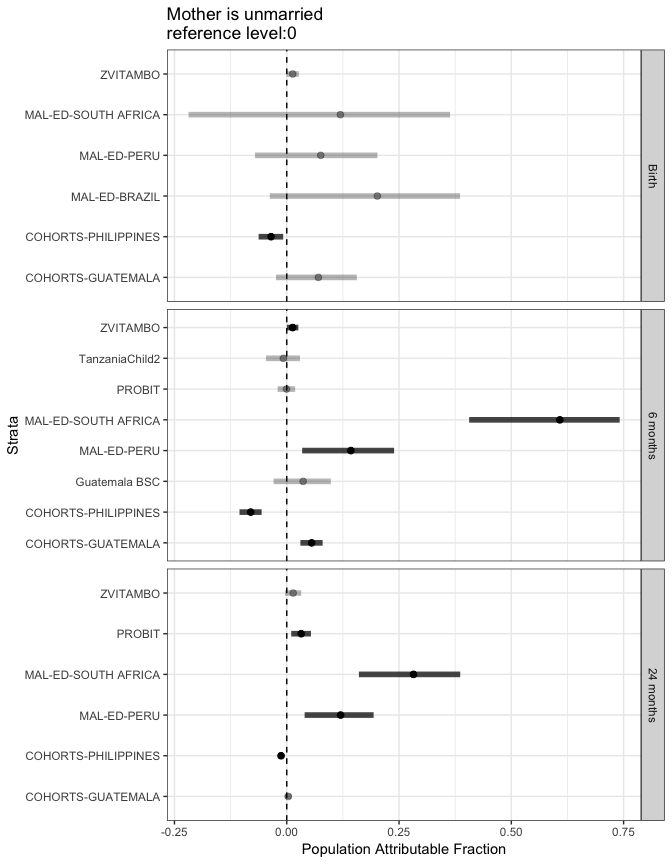 Mother is unmarried
reference level:0
ZVITAMBO
MAL-ED-SOUTH AFRICA
MAL-ED-PERU
MAL-ED-BRAZIL
COHORTS-PHILIPPINES
COHORTS-GUATEMALA
Birth
ZVITAMBO
TanzaniaChild2
PROBIT
MAL-ED-SOUTH AFRICA
MAL-ED-PERU
Guatemala BSC
COHORTS-PHILIPPINES
COHORTS-GUATEMALA
6 months
Strata
ZVITAMBO
PROBIT
MAL-ED-SOUTH AFRICA
MAL-ED-PERU
COHORTS-PHILIPPINES
COHORTS-GUATEMALA
24 months
-0.25 0.00 0.25 0.50 0.75
Population Attributable Fraction